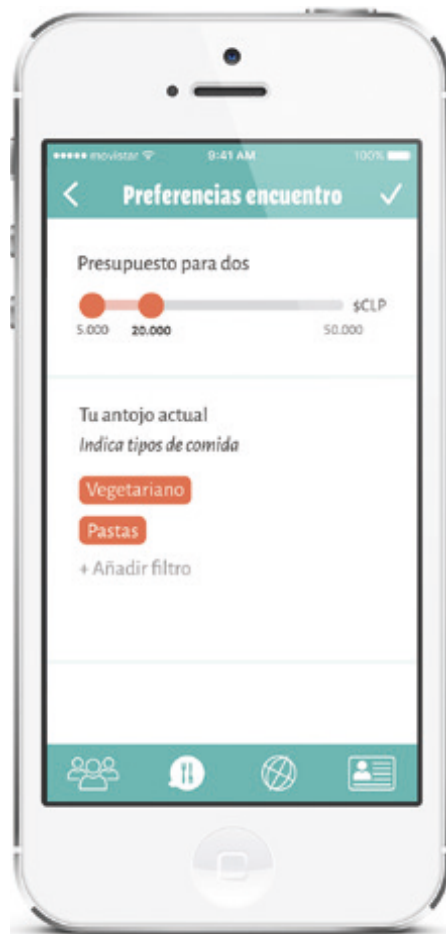 movistar 9:41 AM 100%
Preferencias encuentro
Presupuesto para dos
$CLP
5.000 20.000 50.000
Tu antojo actual
Indica tipos de comida
Vegetariano
Pastas
+ Añadir filtro